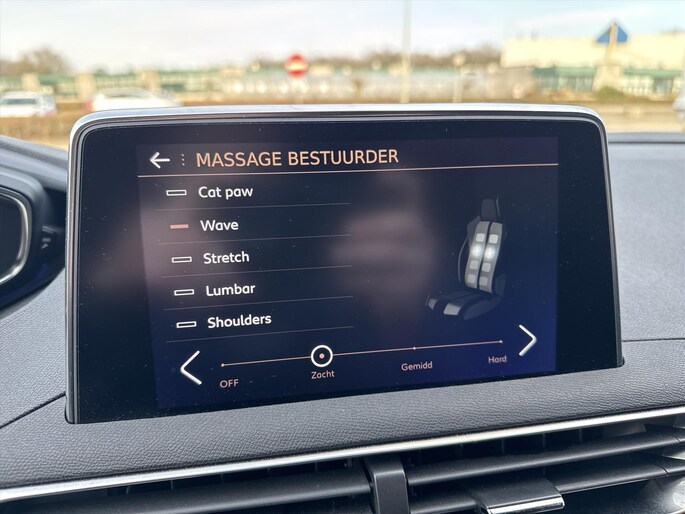 MASSAGE BESTUURDER
Cat paw
Wave
Stretch
Lumbar
Shoulders
OFF Zacht Gemidd Hard